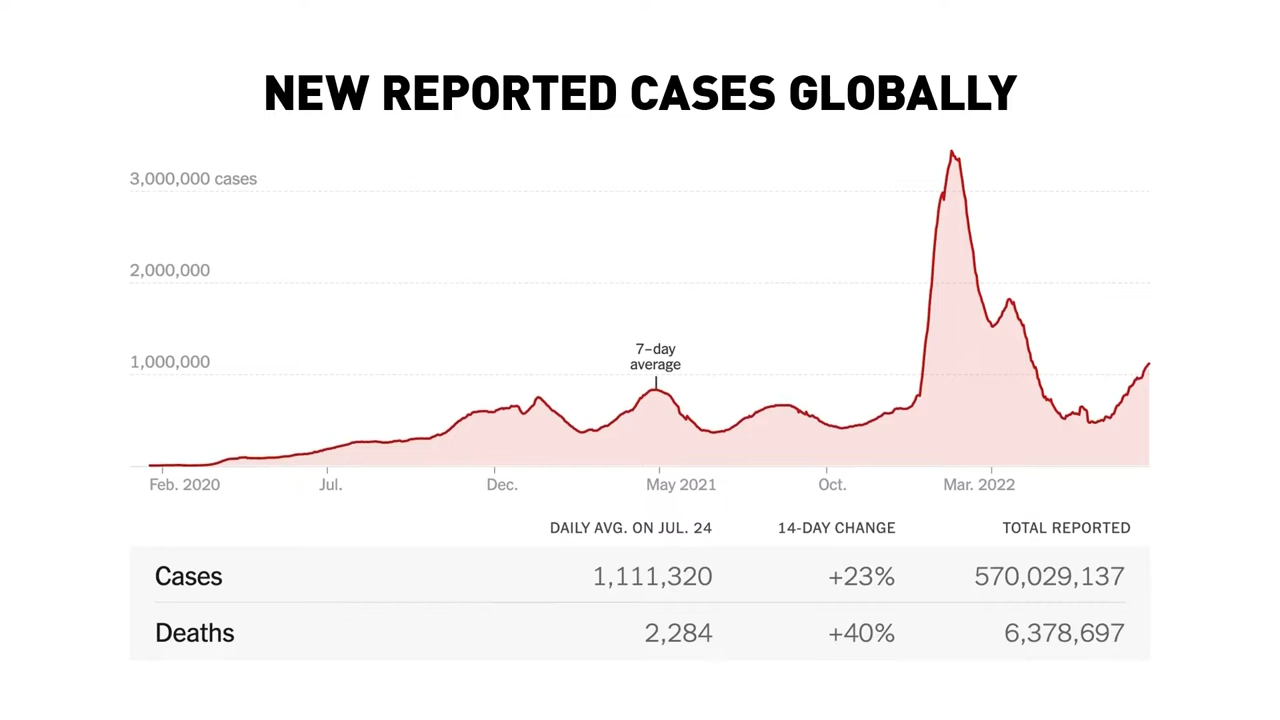 NEW REPORTED CASES GLOBALLY
3,000,000 cases
2,000,000
1,000,000
7–day
average
Feb. 2020 Jul. Dec. May 2021 Oct. Mar. 2022
DAILY AVG. ON JUL. 24 14-DAY CHANGE TOTAL REPORTED
Cases 1,111,320 +23% 570,029,137
Deaths 2,284 +40% 6,378,697